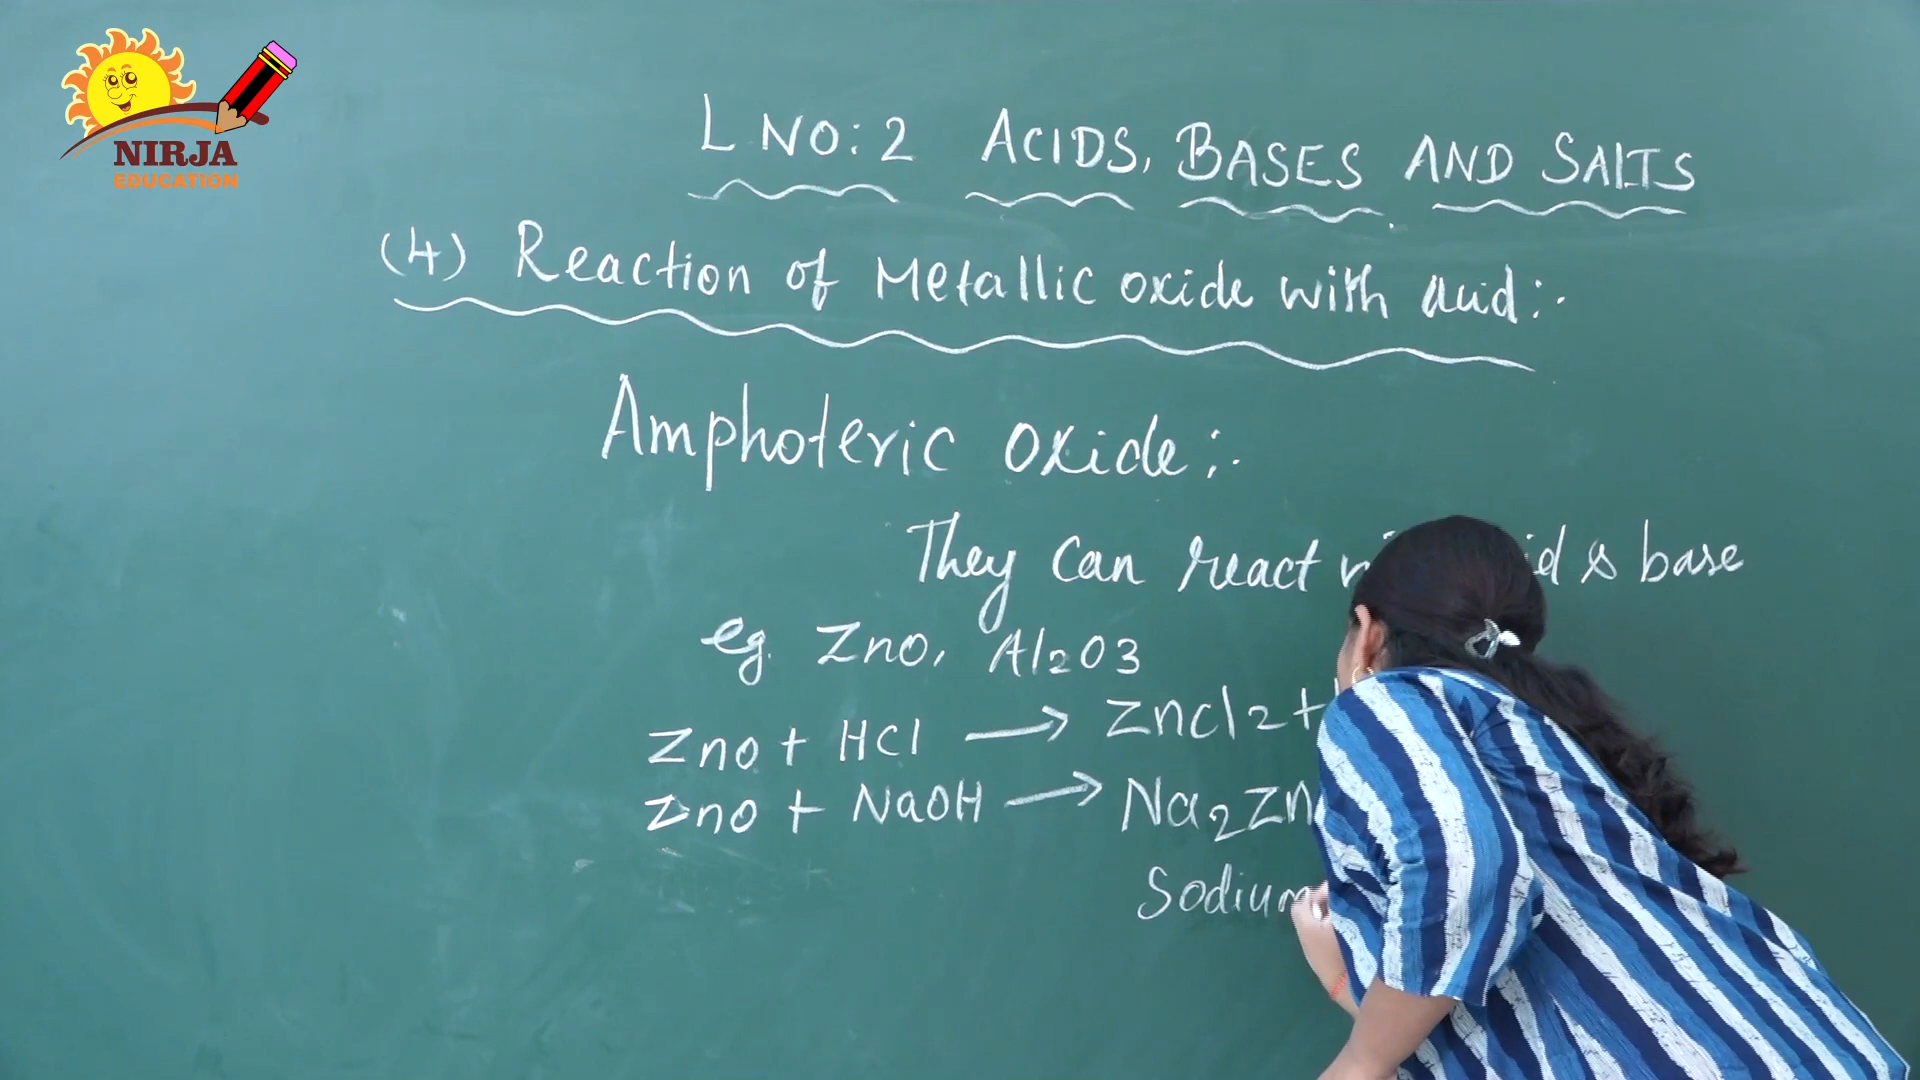 NIRJA
EDUCATION
L NO: 2 ACIDS, BASES AND SALTS
(4) Reaction of Metallic oxide with acid:-
Amphoteric oxide:-
They can react & base
eg. ZnO, Al2O3
ZnO + HCl → ZnCl2 +
ZnO + NaOH → Na2Zn
Sodium